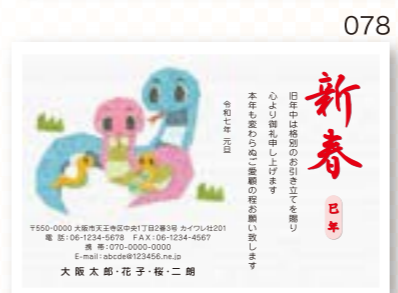 078
新春
巳年
旧年中は格別のお引き立てを賜り
心より御礼申し上げます
本年も変わらぬご愛顧の程お願い致します
令和七年 元旦
〒550-0000 大阪市天王寺区中央1丁目2番3号 カイワレ社201
電 話:06-1234-5678 FAX:06-1234-4567
携 帯:070-0000-0000
E-mail:abcde@123456.ne.jp
大 阪 太 郎・花 子・桜・二 朗